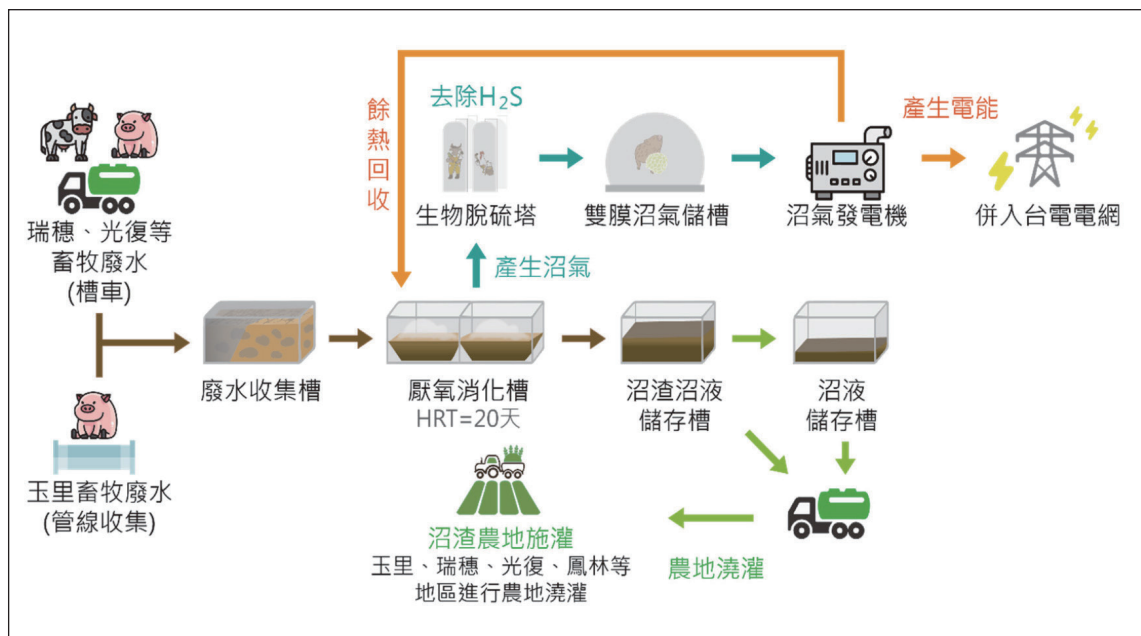 瑞穗、光復等
畜牧廢水
(槽車)
玉里畜牧廢水
(管線收集)
廢水收集槽
厭氧消化槽
HRT=20天
產生沼氣
去除H₂S
生物脫硫塔
雙膜沼氣儲槽
沼氣發電機
餘熱回收
產生電能
併入台電電網
沼渣沼液
儲存槽
沼液
儲存槽
農地澆灌
沼渣農地施灌
玉里、瑞穗、光復、鳳林等
地區進行農地澆灌